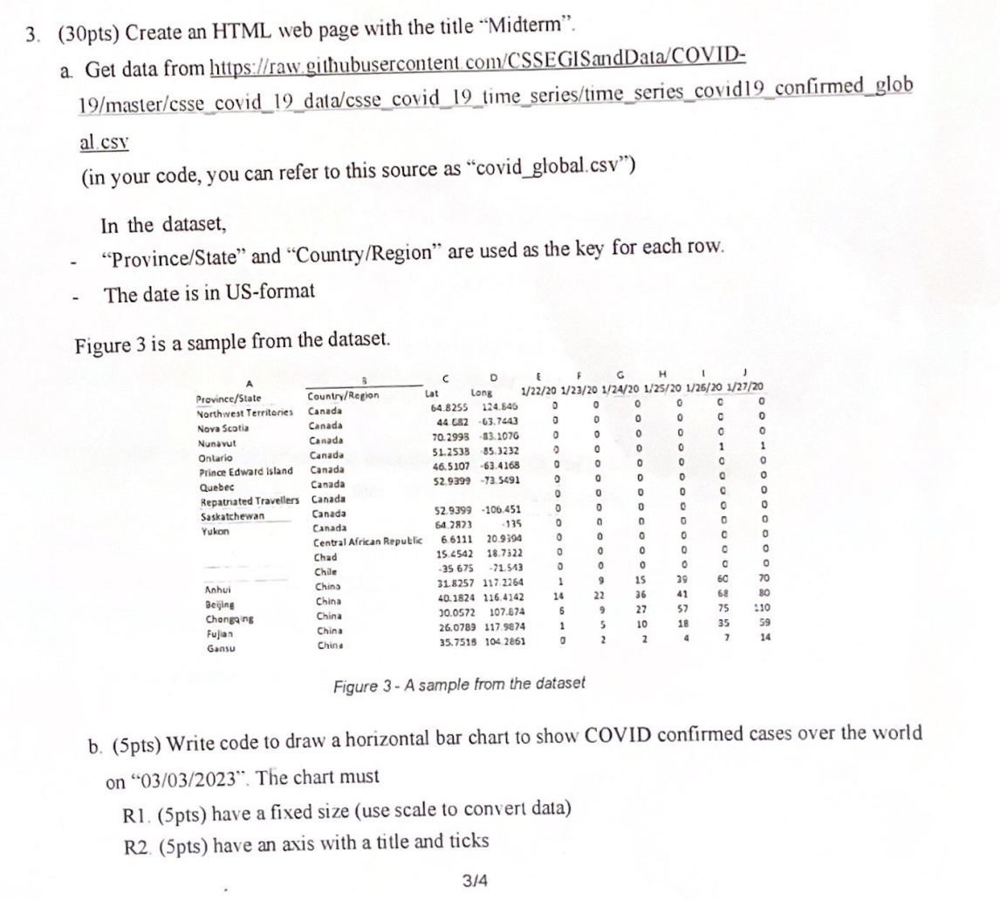 3. (30pts) Create an HTML web page with the title “Midterm”.
a. Get data from https://raw.githubusercontent.com/CSSEGISandData/COVID-
19/master/csse_covid_19_data/csse_covid_19_time_series/time_series_covid19_confirmed_glob
al.csv
(in your code, you can refer to this source as “covid_global.csv”)
In the dataset,
- “Province/State” and “Country/Region” are used as the key for each row.
- The date is in US-format
Figure 3 is a sample from the dataset.
A B C D E F G H I J
Province/State Country/Region Lat Long 1/22/20 1/23/20 1/24/20 1/25/20 1/26/20 1/27/20
Northwest Territories Canada 64.8255 124.845 0 0 0 0 0 0
Nova Scotia Canada 44.682 -63.7443 0 0 0 0 0 0
Nunavut Canada 70.2998 -83.1076 0 0 0 0 0 0
Ontario Canada 51.2538 -85.3232 0 0 0 0 1 1
Prince Edward Island Canada 46.5107 -63.4168 0 0 0 0 0 0
Quebec Canada 52.9399 -73.5491 0 0 0 0 0 0
Repatriated Travellers Canada 0 0 0 0 0 0
Saskatchewan Canada 52.9399 -106.451 0 0 0 0 0 0
Yukon Canada 64.2823 -135 0 0 0 0 0 0
Central African Republic 6.6111 20.9394 0 0 0 0 0 0
Chad 15.4542 18.7322 0 0 0 0 0 0
Chile -35.675 -71.543 0 0 0 0 0 0
Anhui China 31.8257 117.2264 1 9 15 39 60 70
Beijing China 40.1824 116.4142 14 22 36 41 68 80
Chongqing China 30.0572 107.874 6 9 27 57 75 110
Fujian China 26.0789 117.9874 1 5 10 18 35 59
Gansu China 35.7518 104.2861 0 2 2 4 7 14
Figure 3 - A sample from the dataset
b. (5pts) Write code to draw a horizontal bar chart to show COVID confirmed cases over the world
on “03/03/2023”. The chart must
R1. (5pts) have a fixed size (use scale to convert data)
R2. (5pts) have an axis with a title and ticks
3/4